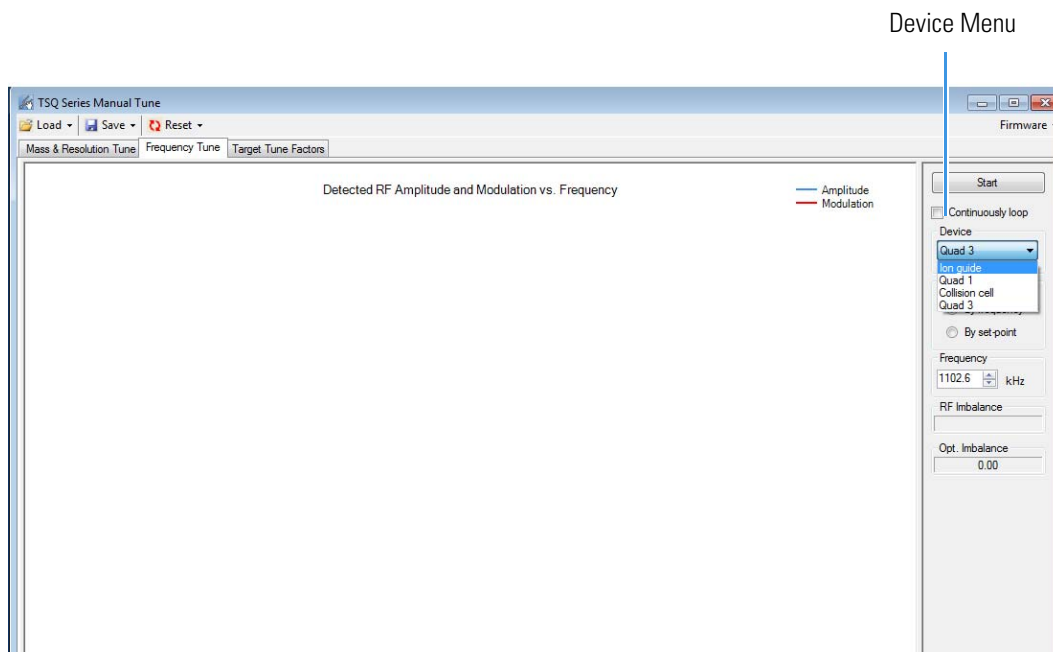 Device Menu
TSQ Series Manual Tune
Load Save Reset Firmware
Mass & Resolution Tune Frequency Tune Target Tune Factors
Detected RF Amplitude and Modulation vs. Frequency
Amplitude
Modulation
Start
Continuously loop
Device
Quad 3
Ion guide
Quad 1
Collision cell
Quad 3
By set-point
Frequency
1102.6 kHz
RF Imbalance
Opt. Imbalance
0.00